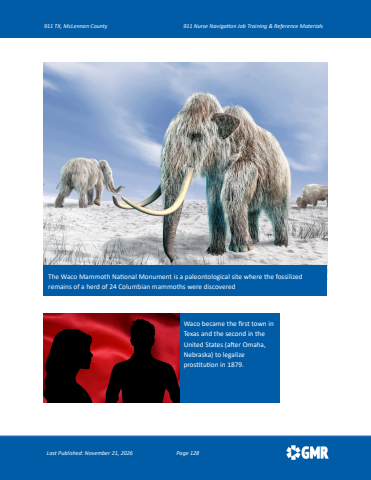 911 TX, McLennan County 911 Nurse Navigation Job Training & Reference Materials
The Waco Mammoth National Monument is a paleontological site where the fossilized
remains of a herd of 24 Columbian mammoths were discovered
Waco became the first town in
Texas and the second in the
United States (after Omaha,
Nebraska) to legalize
prostitution in 1879.
Last Published: November 21, 2026 Page 128
GMR